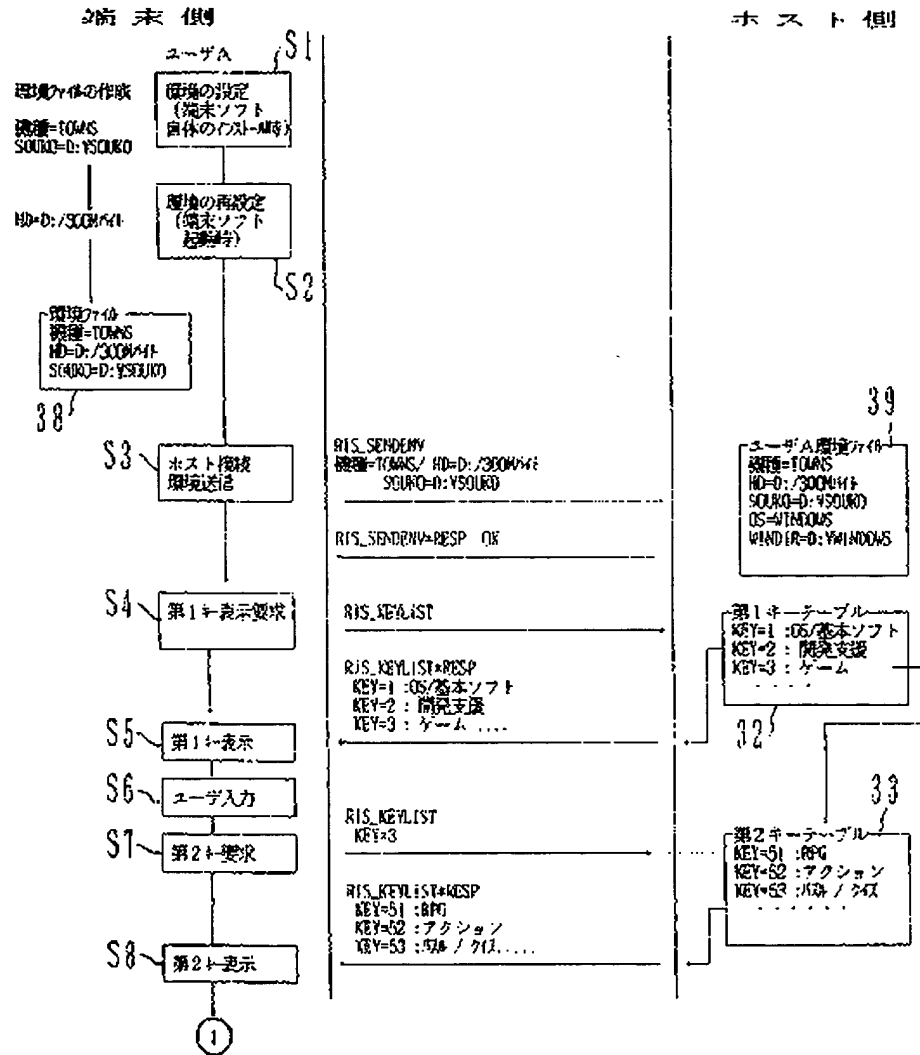 端末側
ホスト側
ユーザA
S1
環境ファイルの作成
機種=TOWNS
SOUKO=D:¥SOUKO
環境の設定
(端末ソフト
自体のインストール時)
HD=D:/300Mバイト
環境の再設定
(端末ソフト
起動時)
S2
環境ファイル
機種=TOWNS
HD=D:/300Mバイト
SOUKO=D:¥SOUKO
38
S3
ホスト接続
環境送信
RIS_SENDENV
機種=TOWNS/ HD=D:/300Mバイト
SOUKO=D:¥SOUKO
RIS_SENDENV*RESP OK
39
ユーザA環境ファイル
機種=TOWNS
HD=D:/300Mバイト
SOUKO=D:¥SOUKO
OS=WINDOWS
WINDIR=D:¥WINDOWS
S4
第1キー表示要求
RIS_KEYLIST
第1キーテーブル
KEY=1 :OS/基本ソフト
KEY=2 : 開発支援
KEY=3 : ゲーム
. . . . .
32
RIS_KEYLIST*RESP
KEY=1 :OS/基本ソフト
KEY=2 : 開発支援
KEY=3 : ゲーム ....
S5
第1キー表示
S6
ユーザ入力
S7
第2キー要求
RIS_KEYLIST
KEY=3
33
第2キーテーブル
KEY=51 :RPG
KEY=52 :アクション
KEY=53 :パズル / クイズ
. . . . . .
RIS_KEYLIST*RESP
KEY=51 :RPG
KEY=52 :アクション
KEY=53 :パズル / クイズ.....
S8
第2キー表示
1